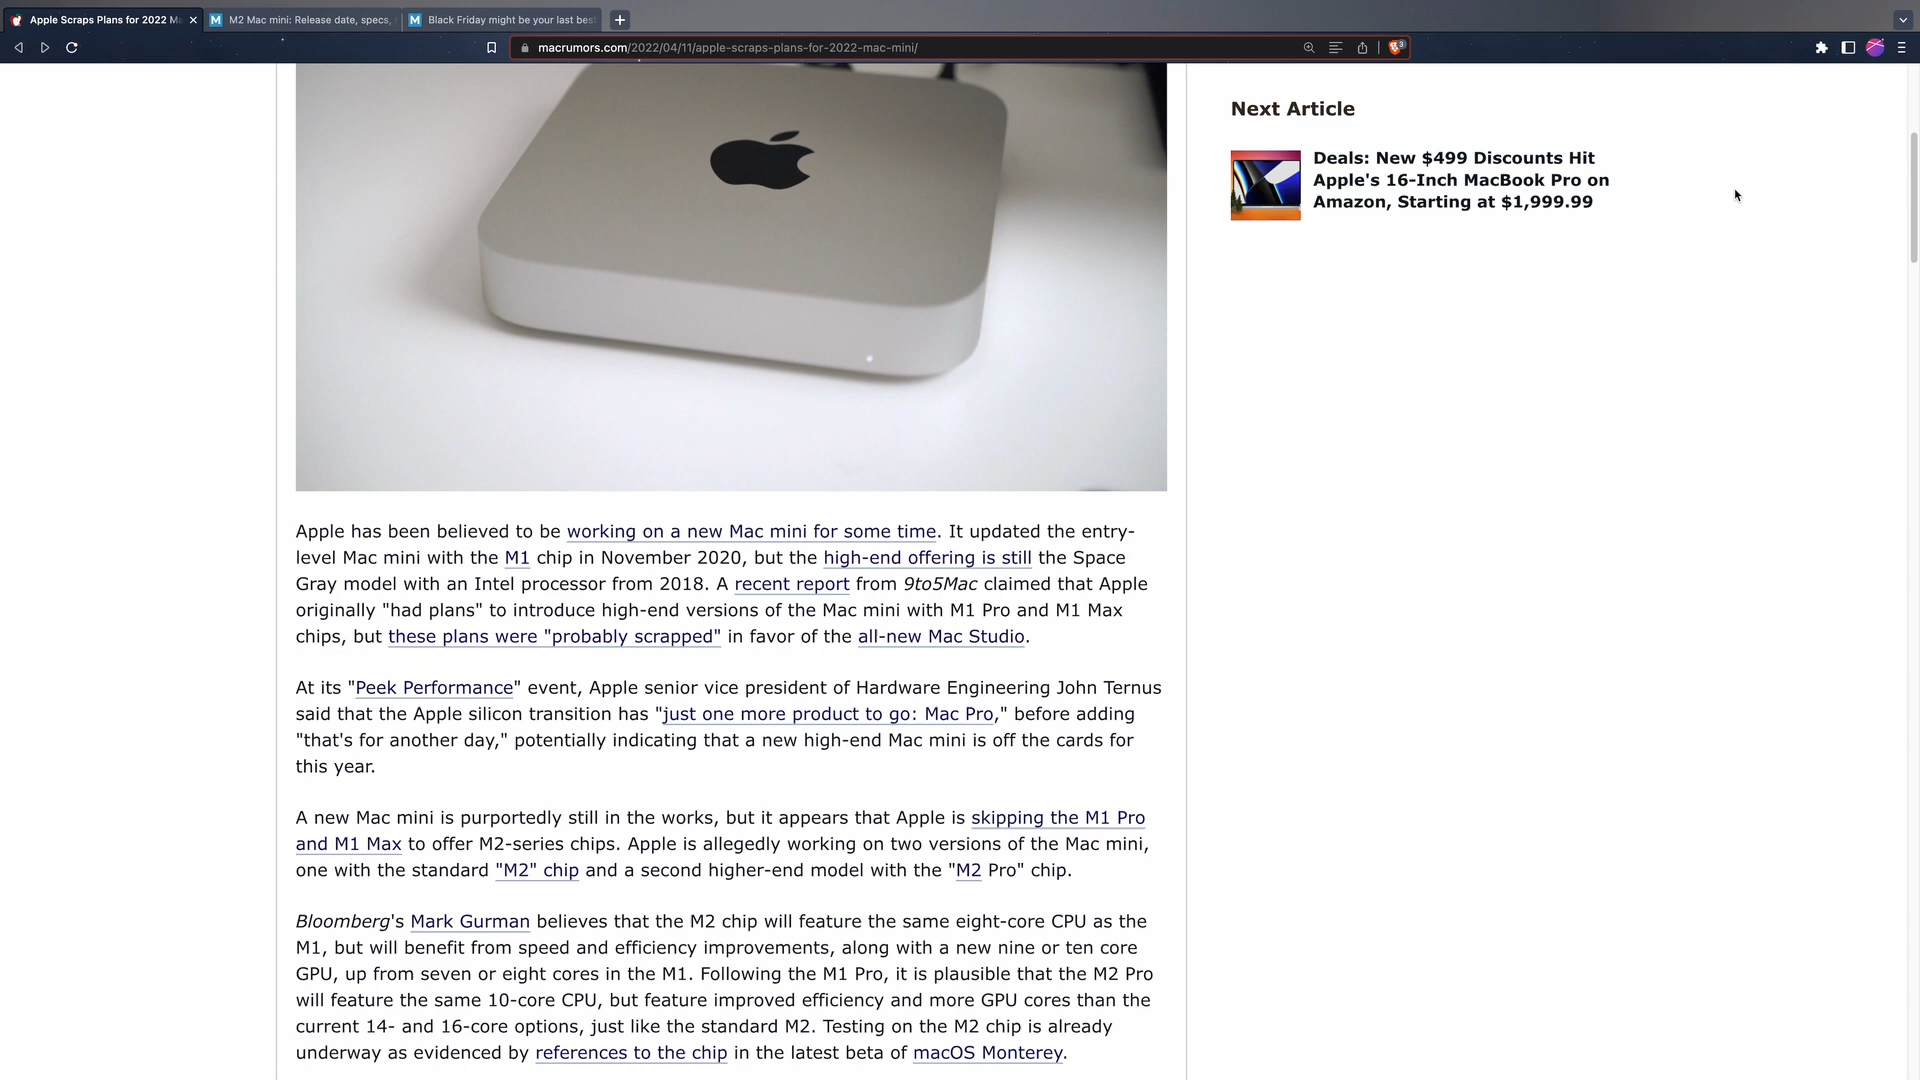 Apple Scraps Plans for 2022 M
M2 Mac mini: Release date, specs,
Black Friday might be your last bes
macrumors.com/2022/04/11/apple-scraps-plans-for-2022-mac-mini/
3
Next Article
Deals: New $499 Discounts Hit
Apple's 16-Inch MacBook Pro on
Amazon, Starting at $1,999.99
Apple has been believed to be working on a new Mac mini for some time. It updated the entry-
level Mac mini with the M1 chip in November 2020, but the high-end offering is still the Space
Gray model with an Intel processor from 2018. A recent report from 9to5Mac claimed that Apple
originally "had plans" to introduce high-end versions of the Mac mini with M1 Pro and M1 Max
chips, but these plans were "probably scrapped" in favor of the all-new Mac Studio.
At its "Peek Performance" event, Apple senior vice president of Hardware Engineering John Ternus
said that the Apple silicon transition has "just one more product to go: Mac Pro," before adding
"that's for another day," potentially indicating that a new high-end Mac mini is off the cards for
this year.
A new Mac mini is purportedly still in the works, but it appears that Apple is skipping the M1 Pro
and M1 Max to offer M2-series chips. Apple is allegedly working on two versions of the Mac mini,
one with the standard "M2" chip and a second higher-end model with the "M2 Pro" chip.
Bloomberg's Mark Gurman believes that the M2 chip will feature the same eight-core CPU as the
M1, but will benefit from speed and efficiency improvements, along with a new nine or ten core
GPU, up from seven or eight cores in the M1. Following the M1 Pro, it is plausible that the M2 Pro
will feature the same 10-core CPU, but feature improved efficiency and more GPU cores than the
current 14- and 16-core options, just like the standard M2. Testing on the M2 chip is already
underway as evidenced by references to the chip in the latest beta of macOS Monterey.